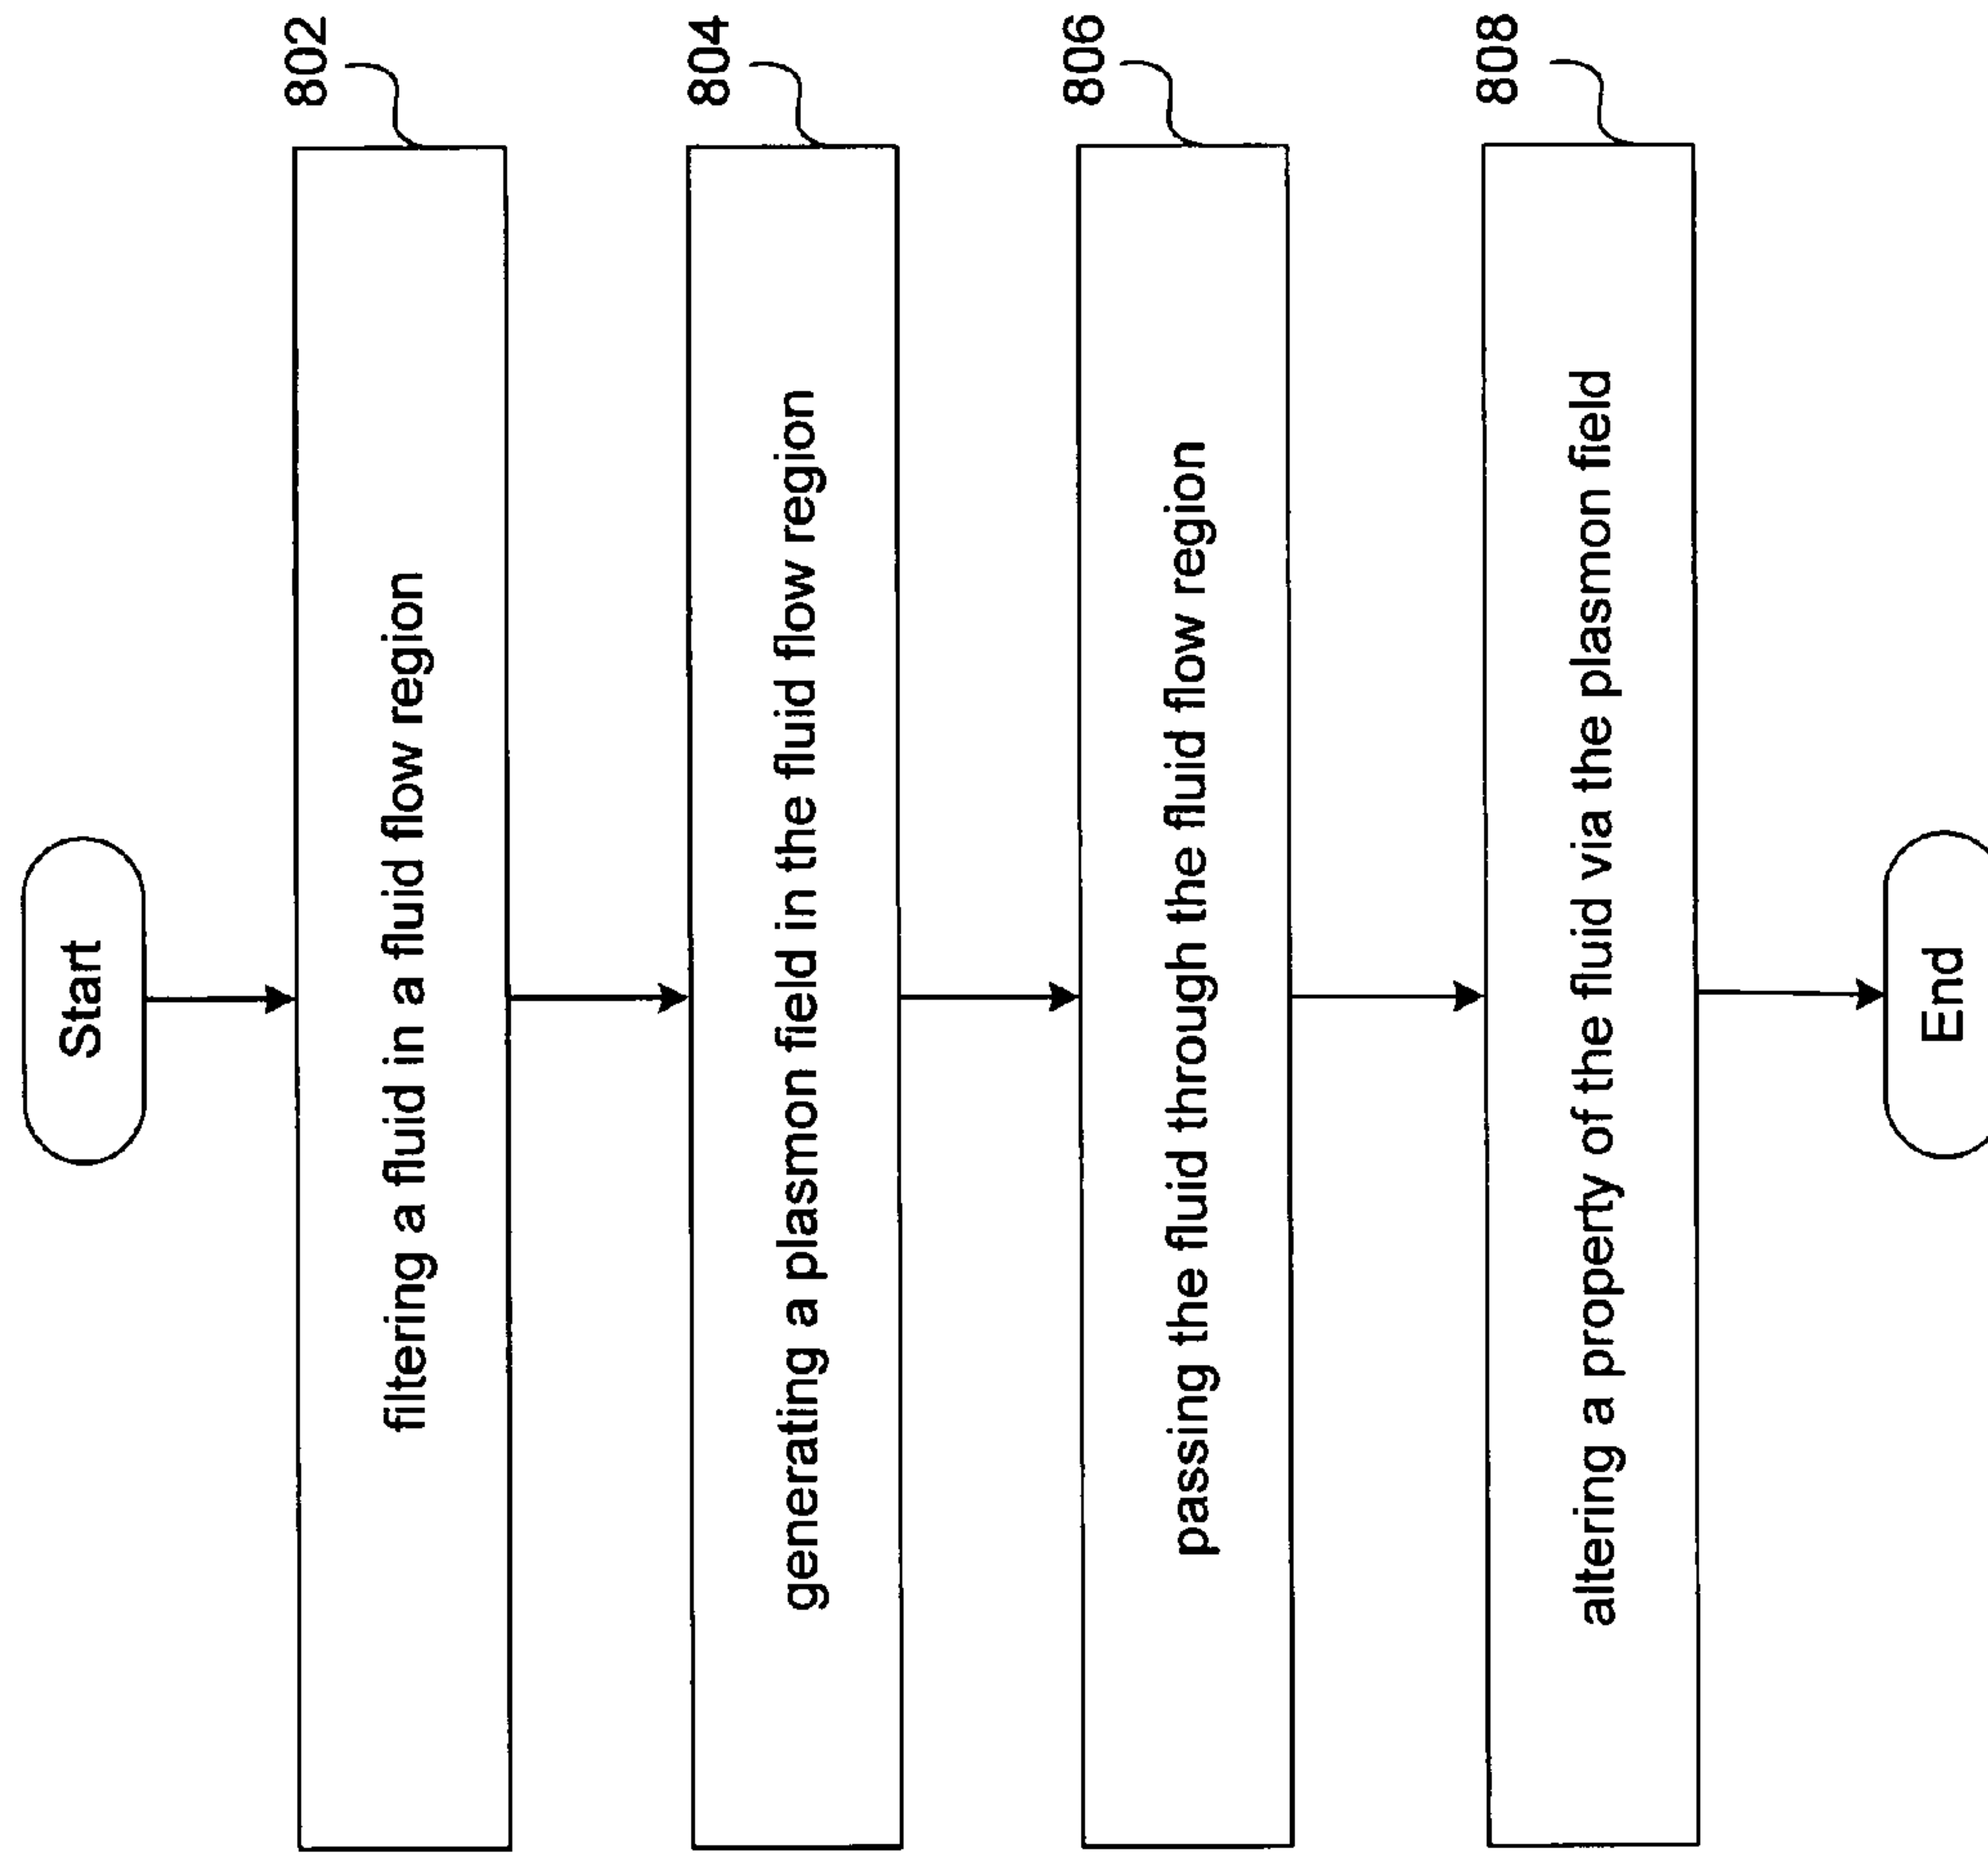 Start
802
filtering a fluid in a fluid flow region
804
generating a plasmon field in the fluid flow region
806
passing the fluid through the fluid flow region
808
altering a property of the fluid via the plasmon field
End